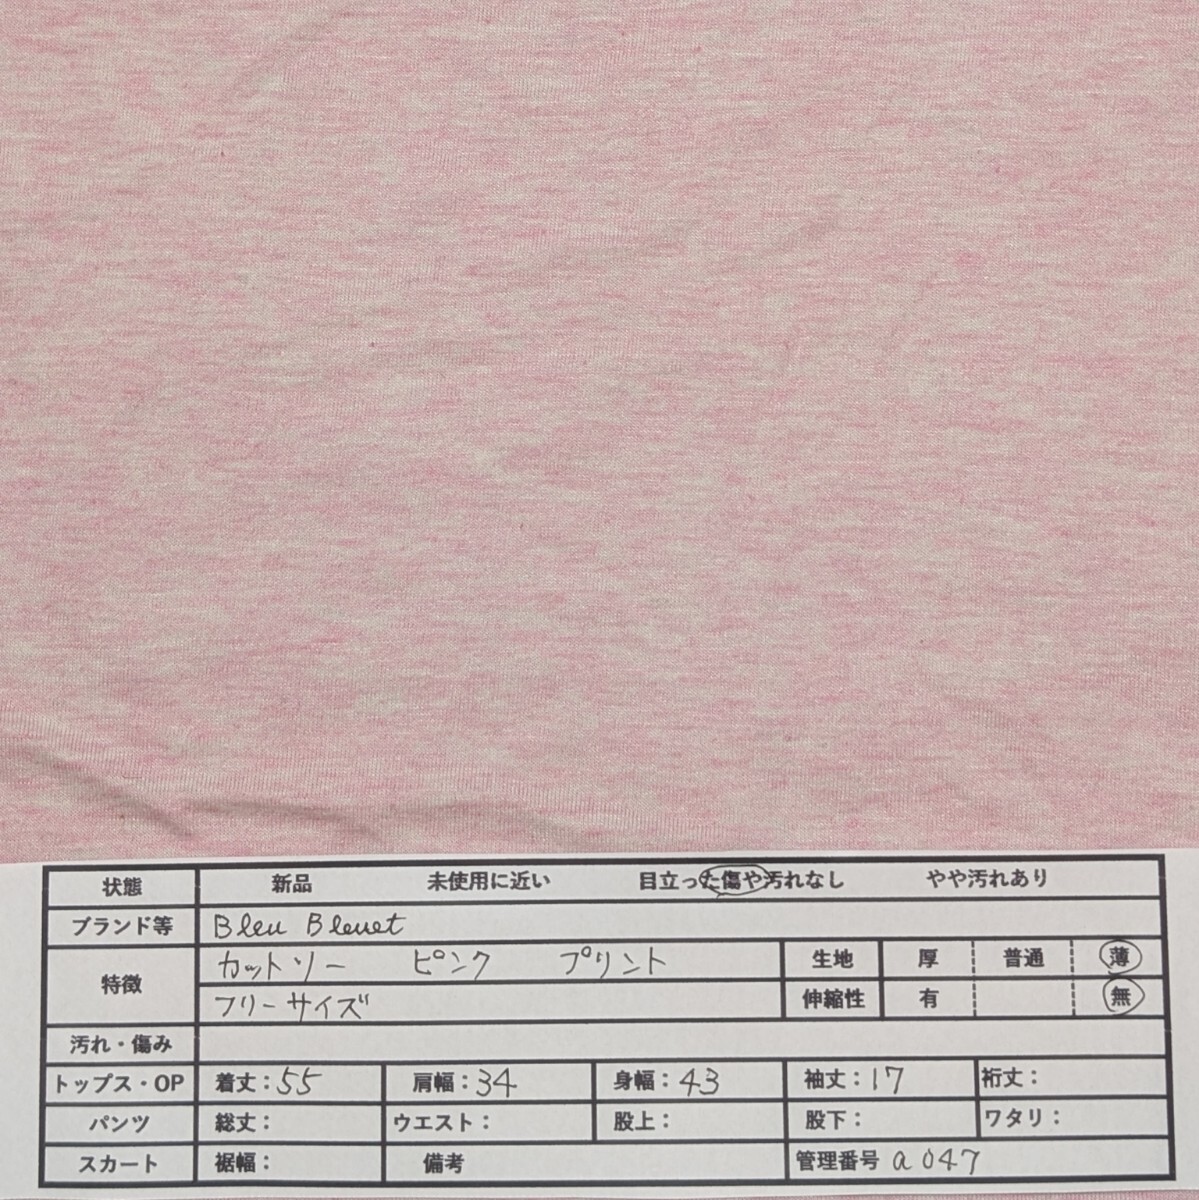 状態 新品 未使用に近い 目立った傷や汚れなし やや汚れあり
ブランド等 Bleu Bleuet
特徴 カットソー ピンク プリント 生地 厚 普通 薄
フリーサイズ 伸縮性 有 無
汚れ・傷み
トップス・OP 着丈：55 肩幅：34 身幅：43 袖丈：17 裄丈：
パンツ 総丈： ウエスト： 股上： 股下： ワタリ：
スカート 裾幅： 備考 管理番号 a047